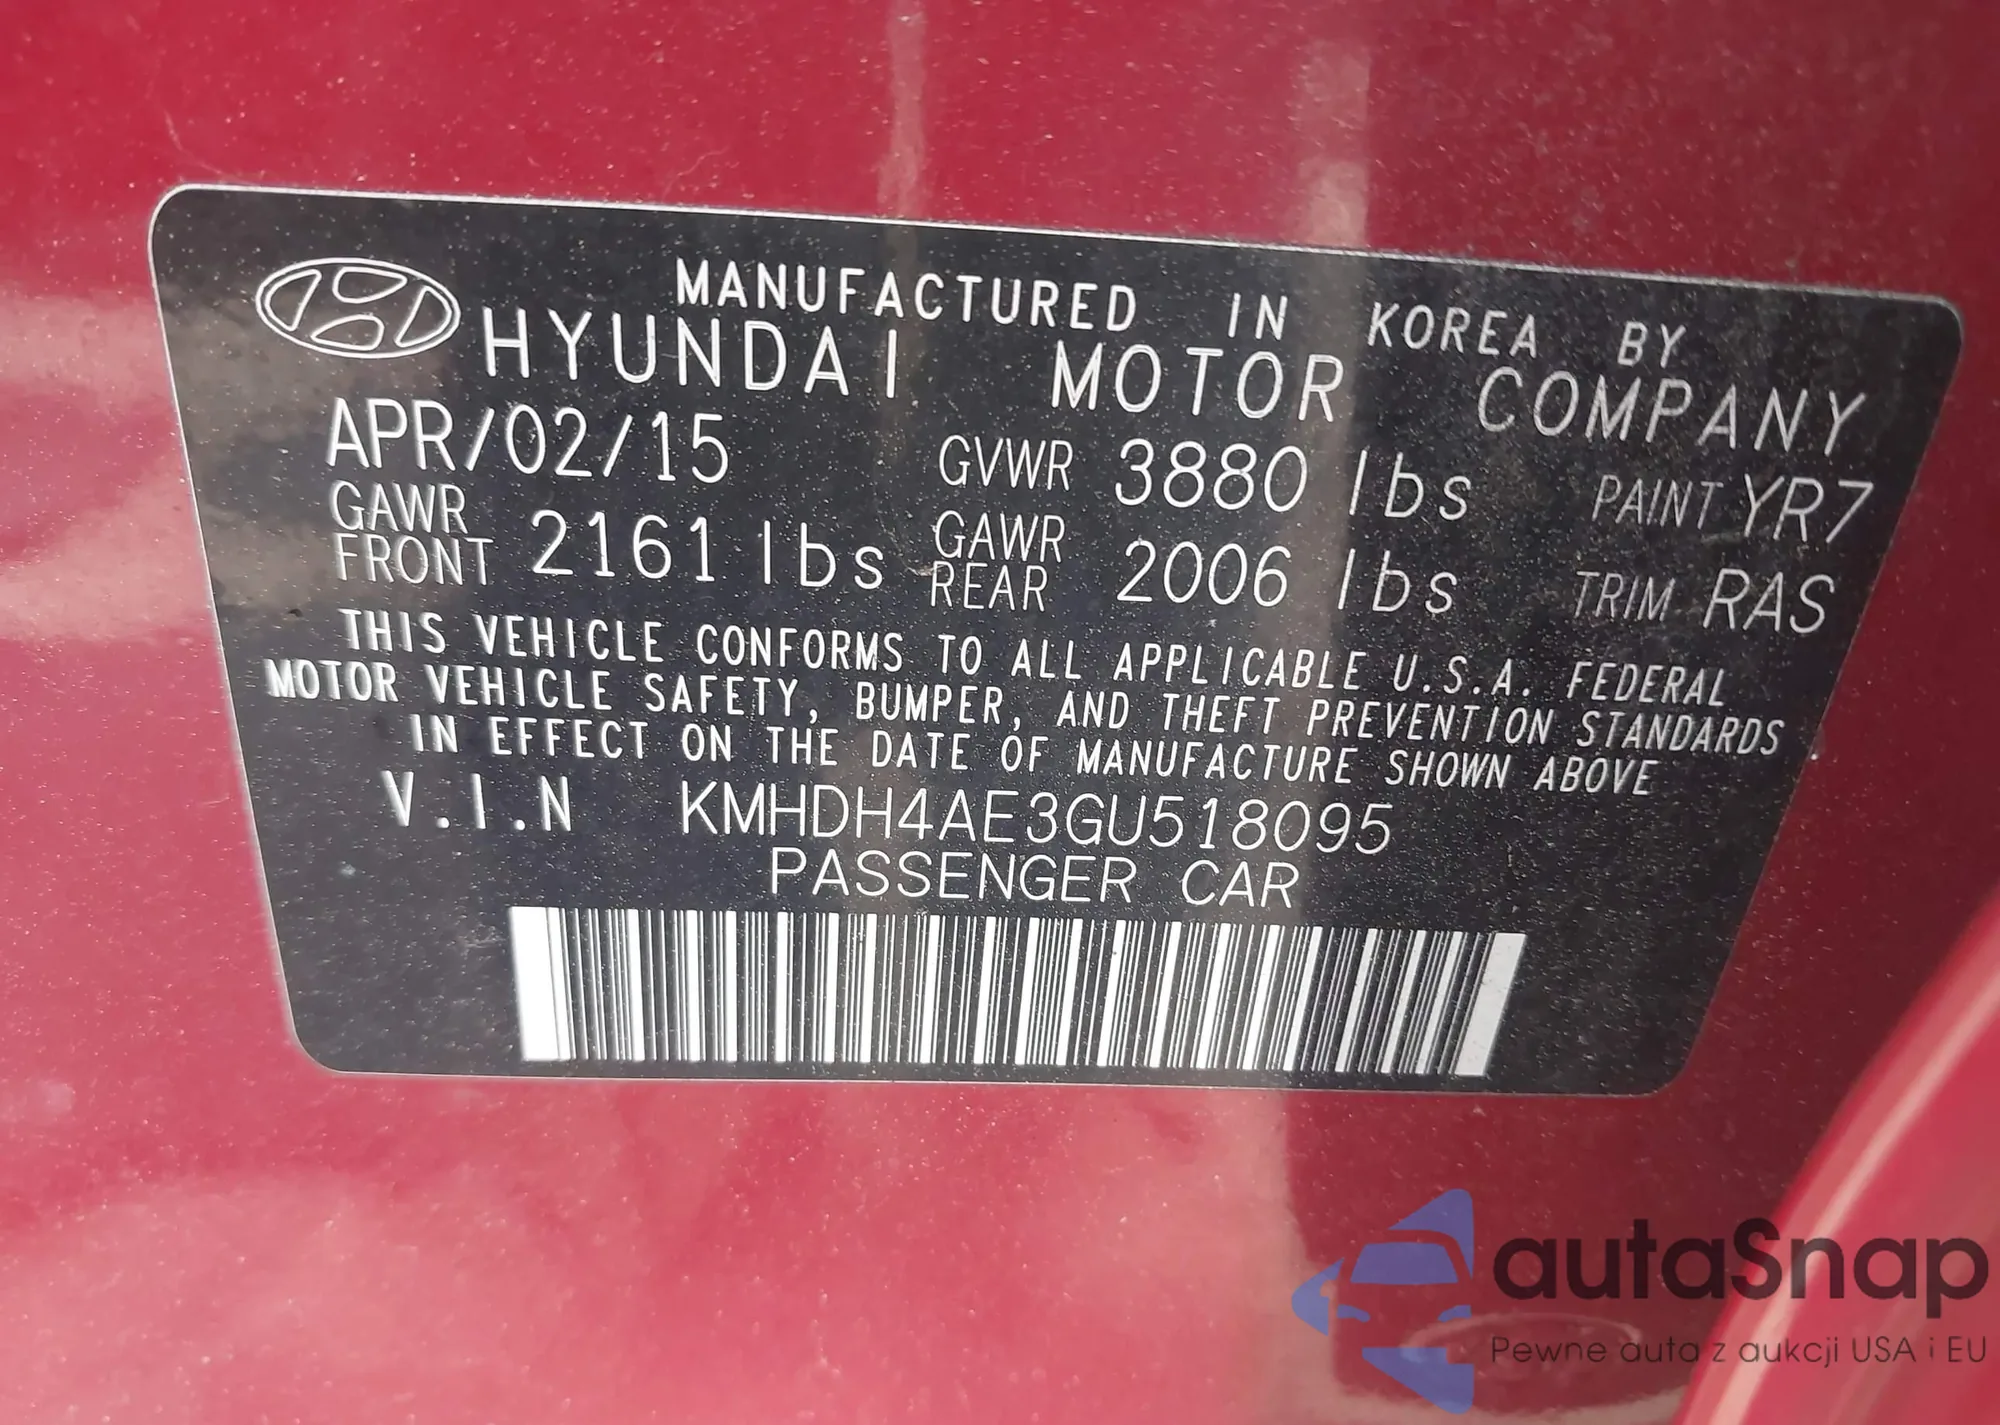 MANUFACTURED IN KOREA BY
HYUNDAI MOTOR COMPANY
APR/02/15 GVWR 3880 lbs PAINT YR7
GAWR FRONT 2161 lbs GAWR REAR 2006 lbs TRIM RAS
THIS VEHICLE CONFORMS TO ALL APPLICABLE U.S.A. FEDERAL
MOTOR VEHICLE SAFETY, BUMPER, AND THEFT PREVENTION STANDARDS
IN EFFECT ON THE DATE OF MANUFACTURE SHOWN ABOVE
V.I.N KMHDH4AE3GU518095
PASSENGER CAR
autaSnap
Pewne auta z aukcji USA i EU